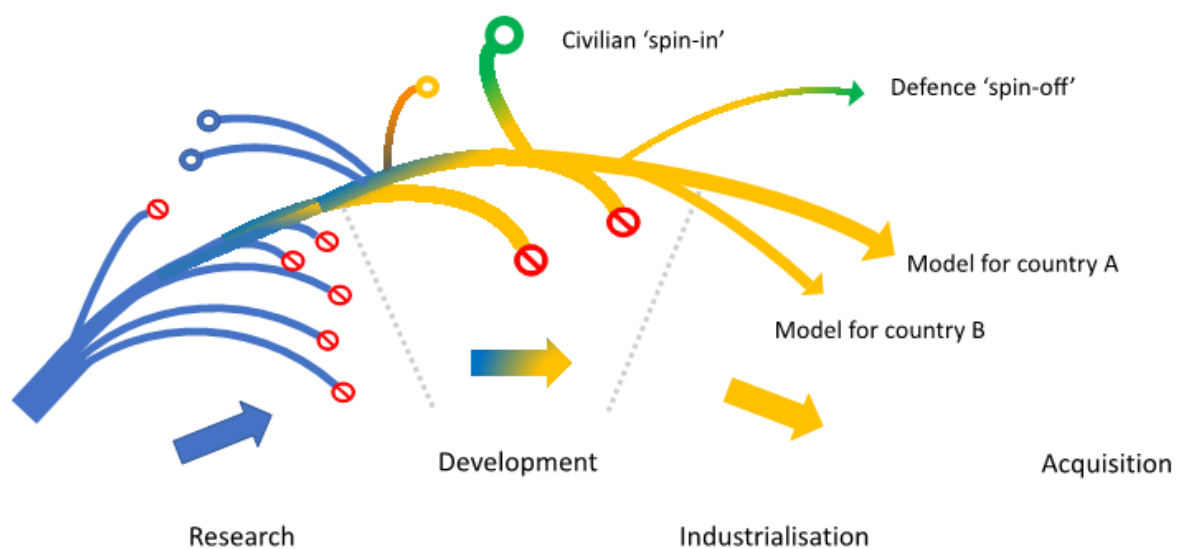 Civilian ‘spin-in’
Defence ‘spin-off’
Model for country A
Model for country B
Development
Acquisition
Research
Industrialisation